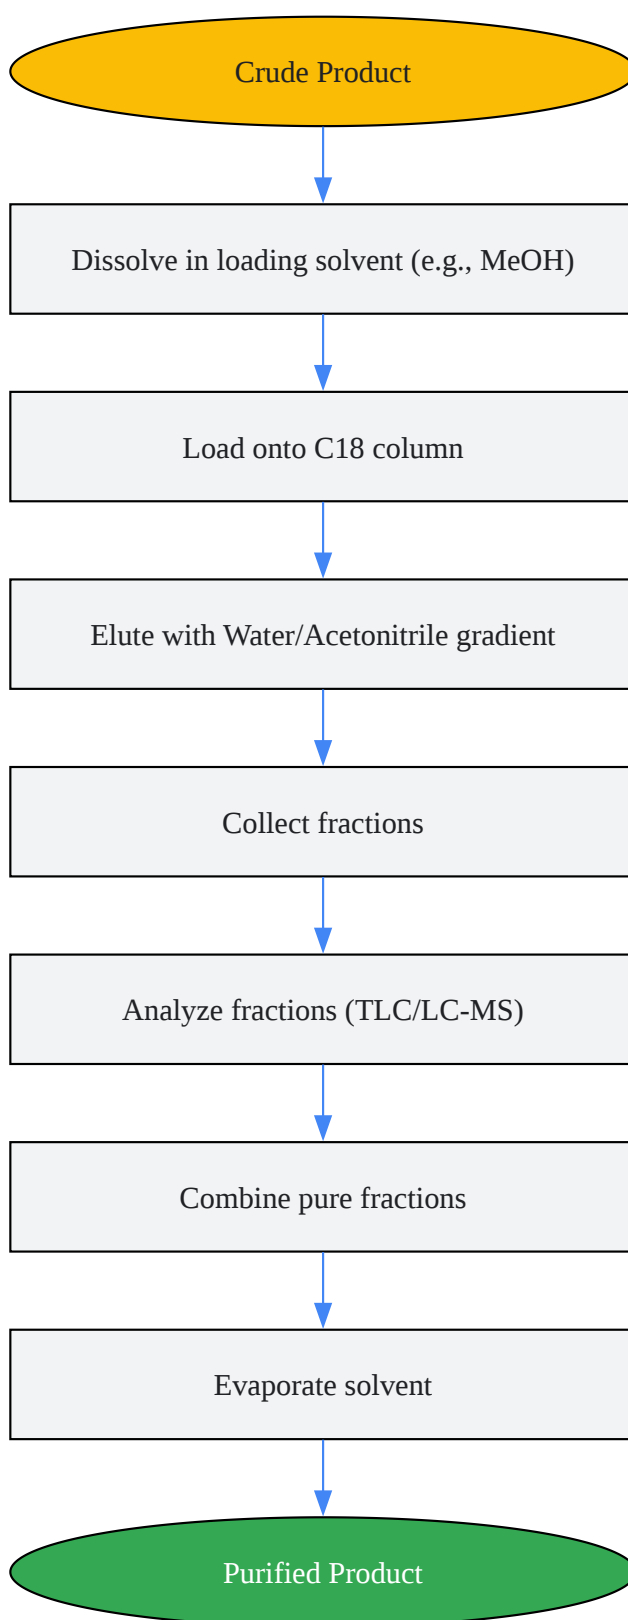 Crude Product
Dissolve in loading solvent (e.g., MeOH)
Load onto C18 column
Elute with Water/Acetonitrile gradient
Collect fractions
Analyze fractions (TLC/LC-MS)
Combine pure fractions
Evaporate solvent
Purified Product